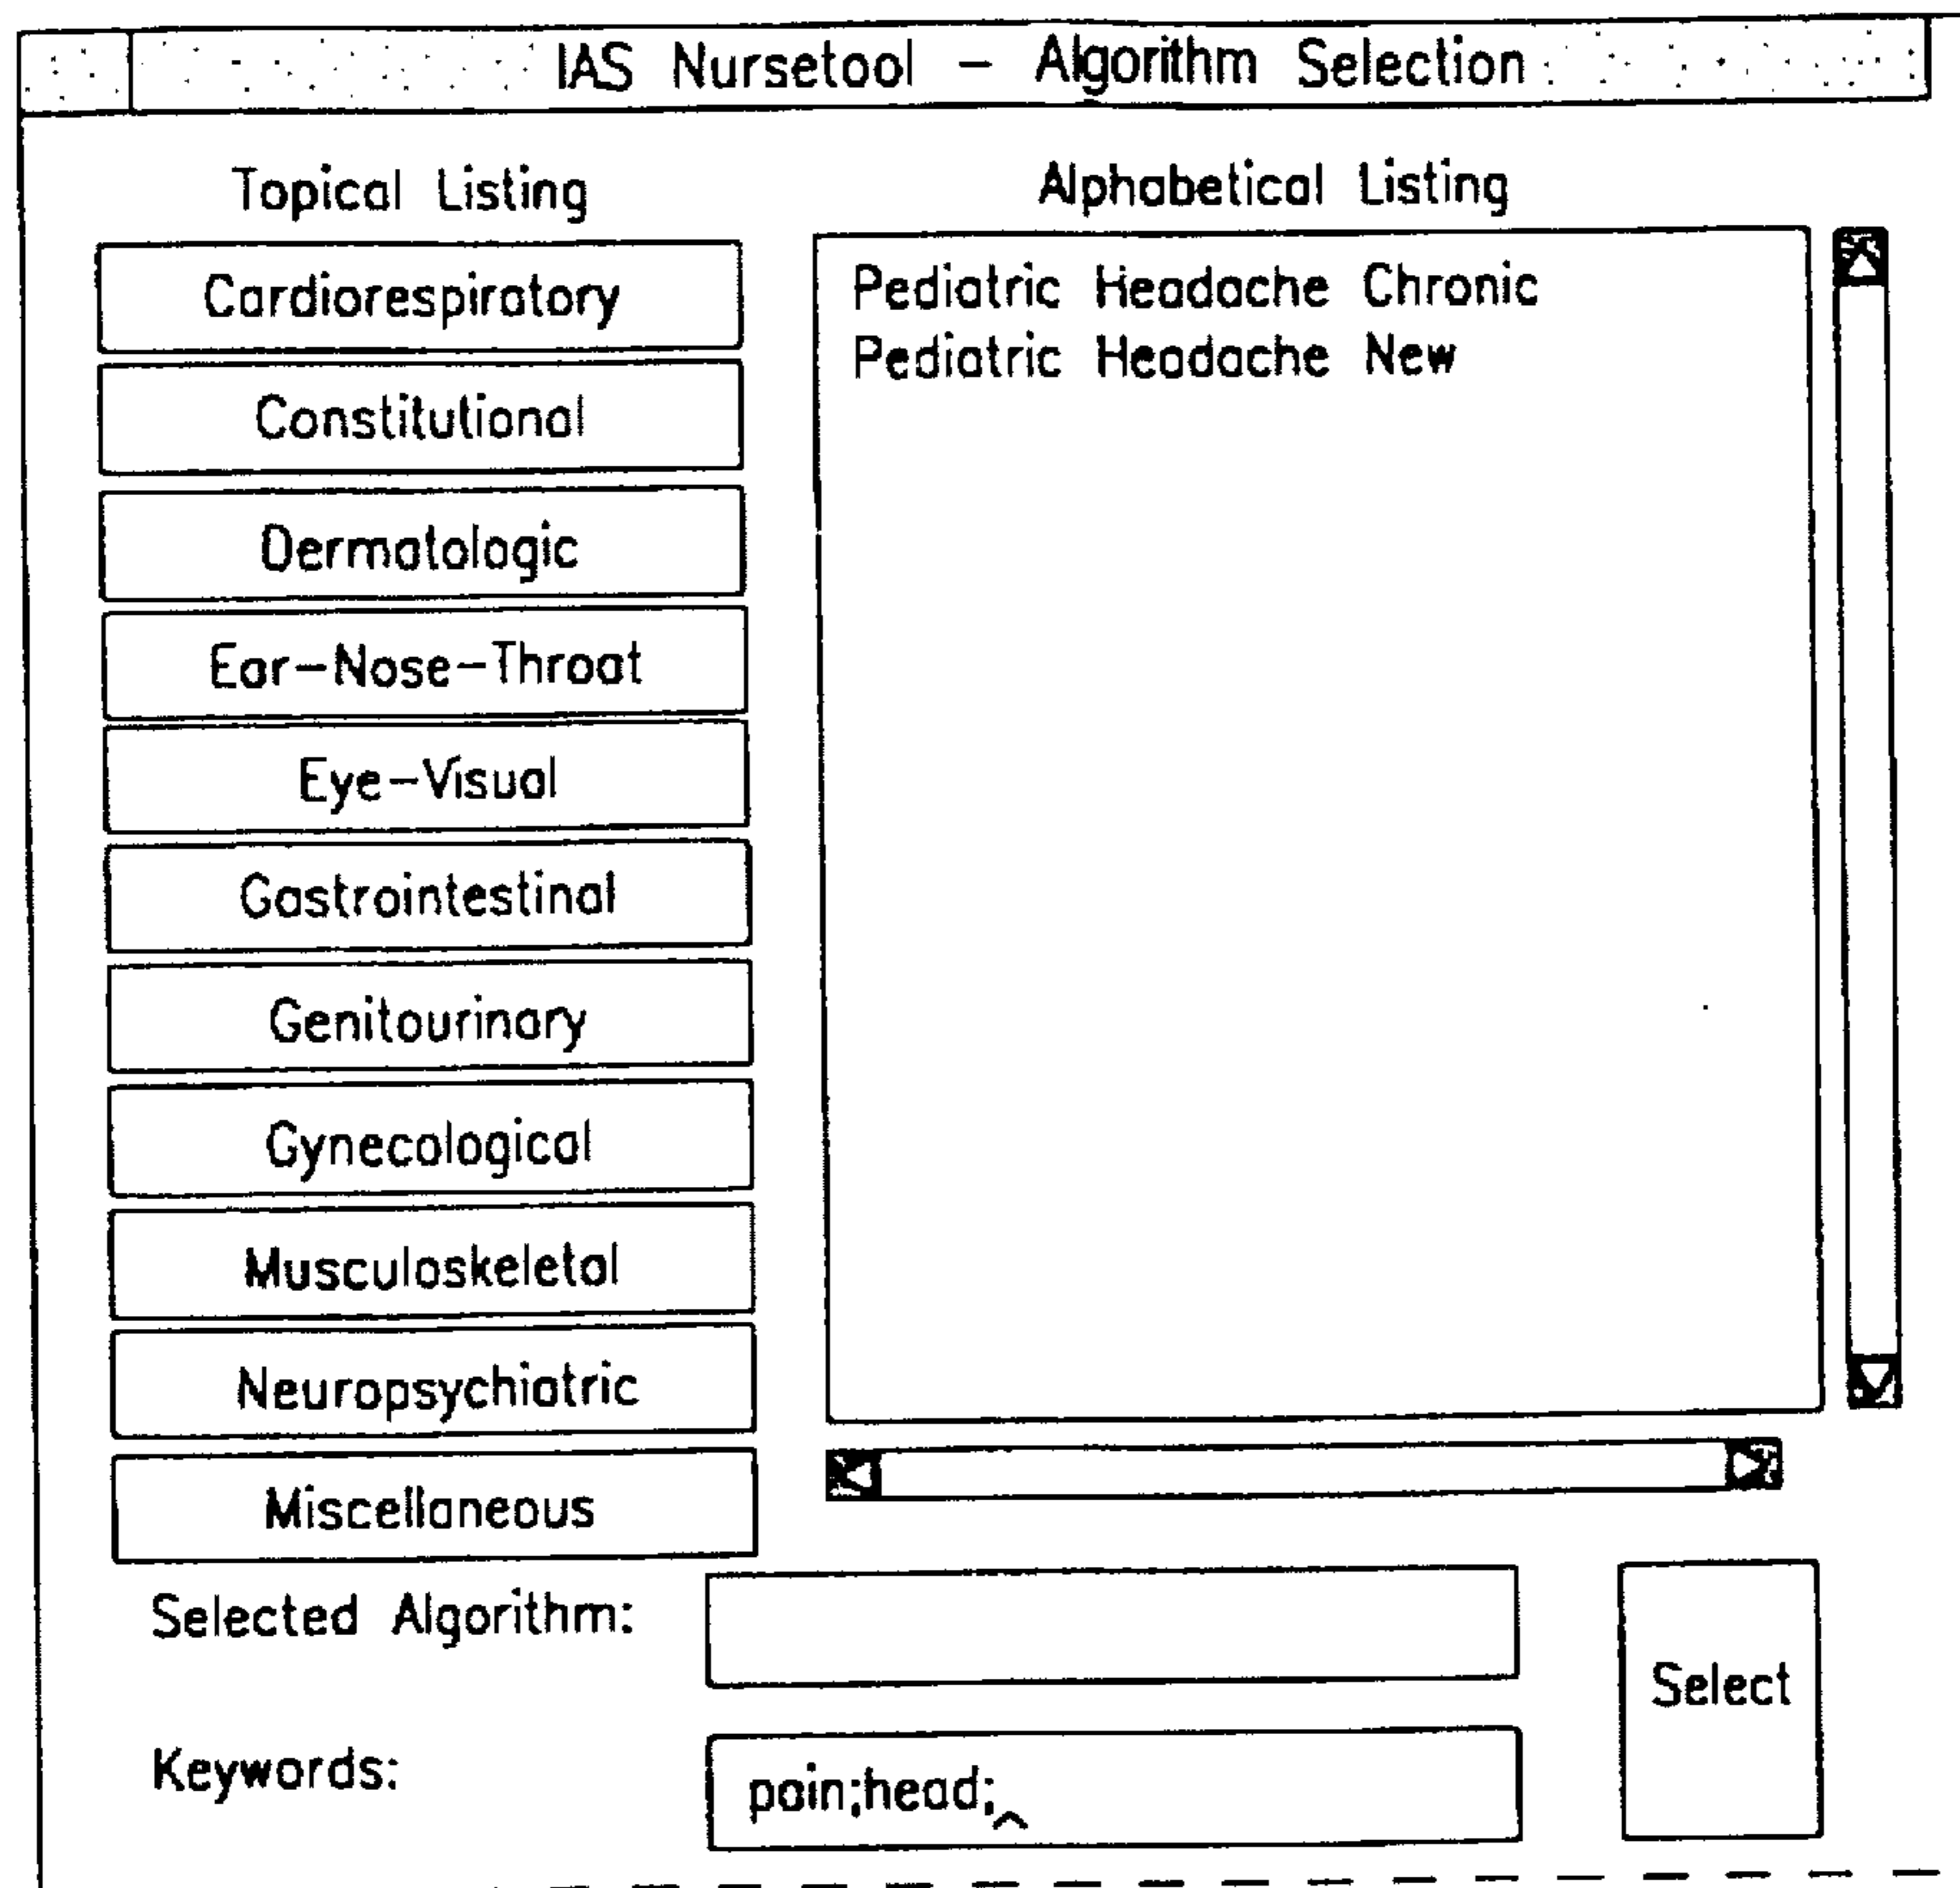 IAS Nursetool – Algorithm Selection
Topical Listing
Cardiorespiratory
Constitutional
Dermatologic
Ear–Nose–Throat
Eye–Visual
Gastrointestinal
Genitourinary
Gynecological
Musculoskeletal
Neuropsychiatric
Miscellaneous
Alphabetical Listing
Pediatric Headache Chronic
Pediatric Headache New
Selected Algorithm:
Keywords:
pain;head;^
Select